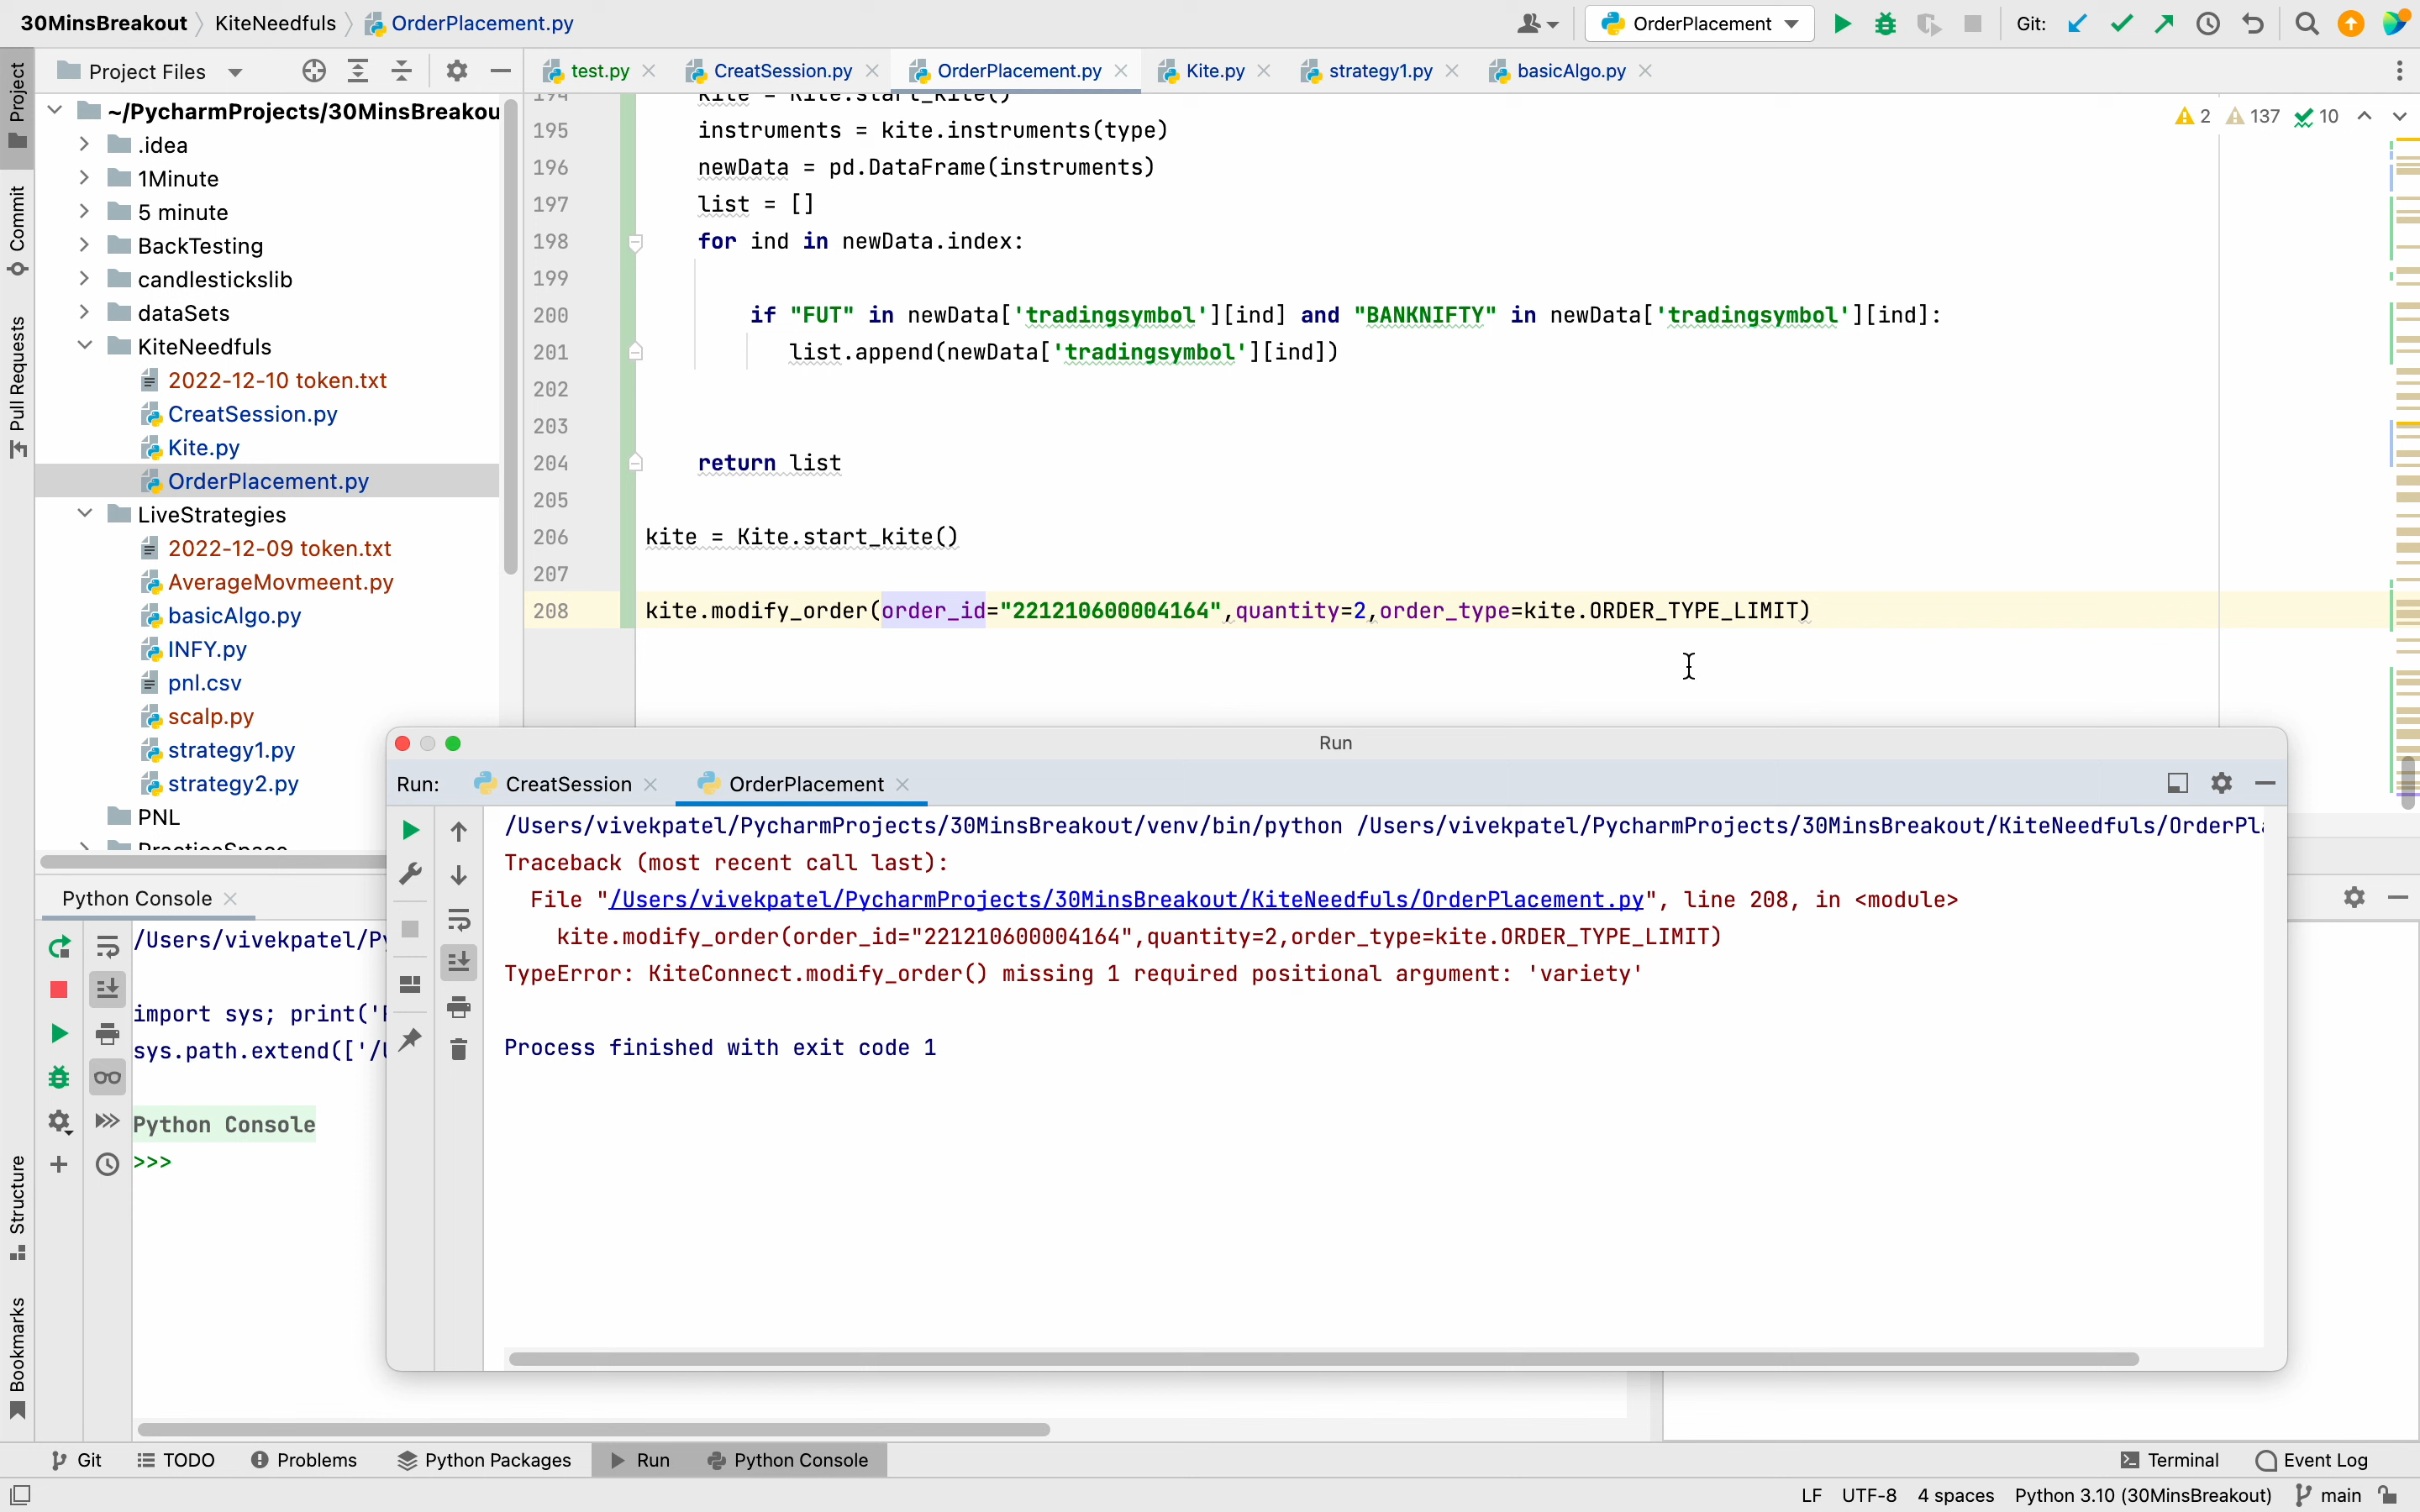 30MinsBreakout KiteNeedfuls OrderPlacement.py
OrderPlacement
Git:
Project Files
test.py CreatSession.py OrderPlacement.py Kite.py strategy1.py basicAlgo.py
Project
Commit
Pull Requests
Structure
Bookmarks
~/PycharmProjects/30MinsBreakou
.idea
1Minute
5 minute
BackTesting
candlestickslib
dataSets
KiteNeedfuls
2022-12-10 token.txt
CreatSession.py
Kite.py
OrderPlacement.py
LiveStrategies
2022-12-09 token.txt
AverageMovmeent.py
basicAlgo.py
INFY.py
pnl.csv
scalp.py
strategy1.py
strategy2.py
PNL
PracticeSpace
2 137 10
194 kite = Kite.start_kite()
195 instruments = kite.instruments(type)
196 newData = pd.DataFrame(instruments)
197 list = []
198 for ind in newData.index:
199
200 if "FUT" in newData['tradingsymbol'][ind] and "BANKNIFTY" in newData['tradingsymbol'][ind]:
201 list.append(newData['tradingsymbol'][ind])
202
203
204 return list
205
206 kite = Kite.start_kite()
207
208 kite.modify_order(order_id="221210600004164",quantity=2,order_type=kite.ORDER_TYPE_LIMIT)
Run
Run: CreatSession OrderPlacement
/Users/vivekpatel/PycharmProjects/30MinsBreakout/venv/bin/python /Users/vivekpatel/PycharmProjects/30MinsBreakout/KiteNeedfuls/OrderPl
Traceback (most recent call last):
File "/Users/vivekpatel/PycharmProjects/30MinsBreakout/KiteNeedfuls/OrderPlacement.py", line 208, in <module>
kite.modify_order(order_id="221210600004164",quantity=2,order_type=kite.ORDER_TYPE_LIMIT)
TypeError: KiteConnect.modify_order() missing 1 required positional argument: 'variety'
Process finished with exit code 1
Python Console
/Users/vivekpatel/Py
import sys; print('
sys.path.extend(['/
Python Console
>>>
Git TODO Problems Python Packages Run Python Console Terminal Event Log
LF UTF-8 4 spaces Python 3.10 (30MinsBreakout) main